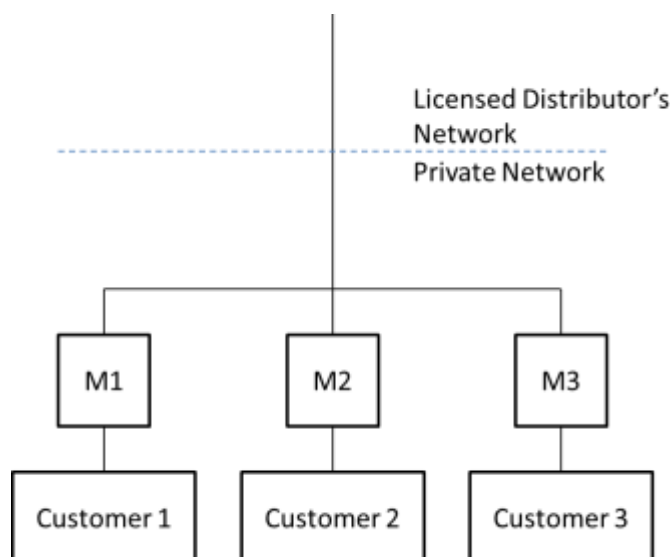 Licensed Distributor’s
Network
Private Network
M1
M2
M3
Customer 1
Customer 2
Customer 3